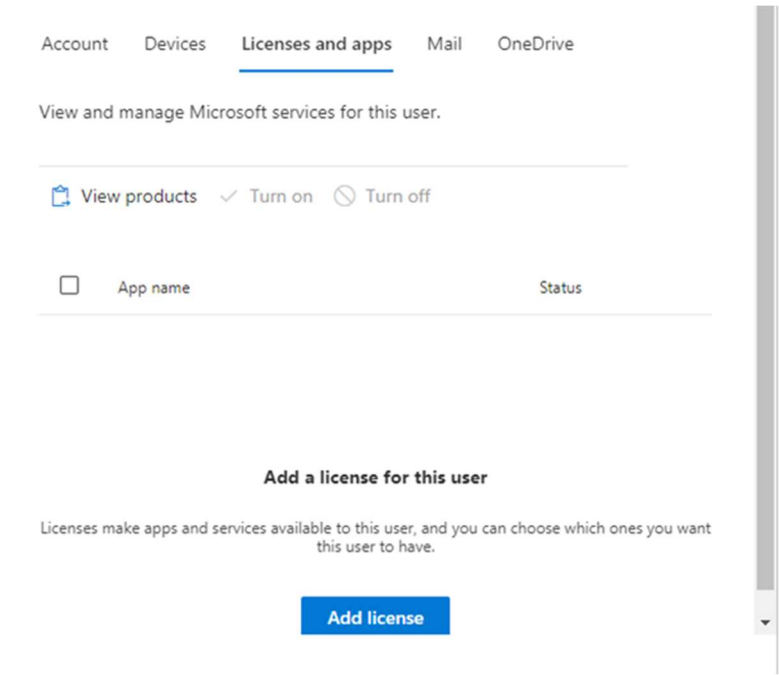 Account Devices Licenses and apps Mail OneDrive
View and manage Microsoft services for this user.
View products Turn on Turn off
App name Status
Add a license for this user
Licenses make apps and services available to this user, and you can choose which ones you want
this user to have.
Add license